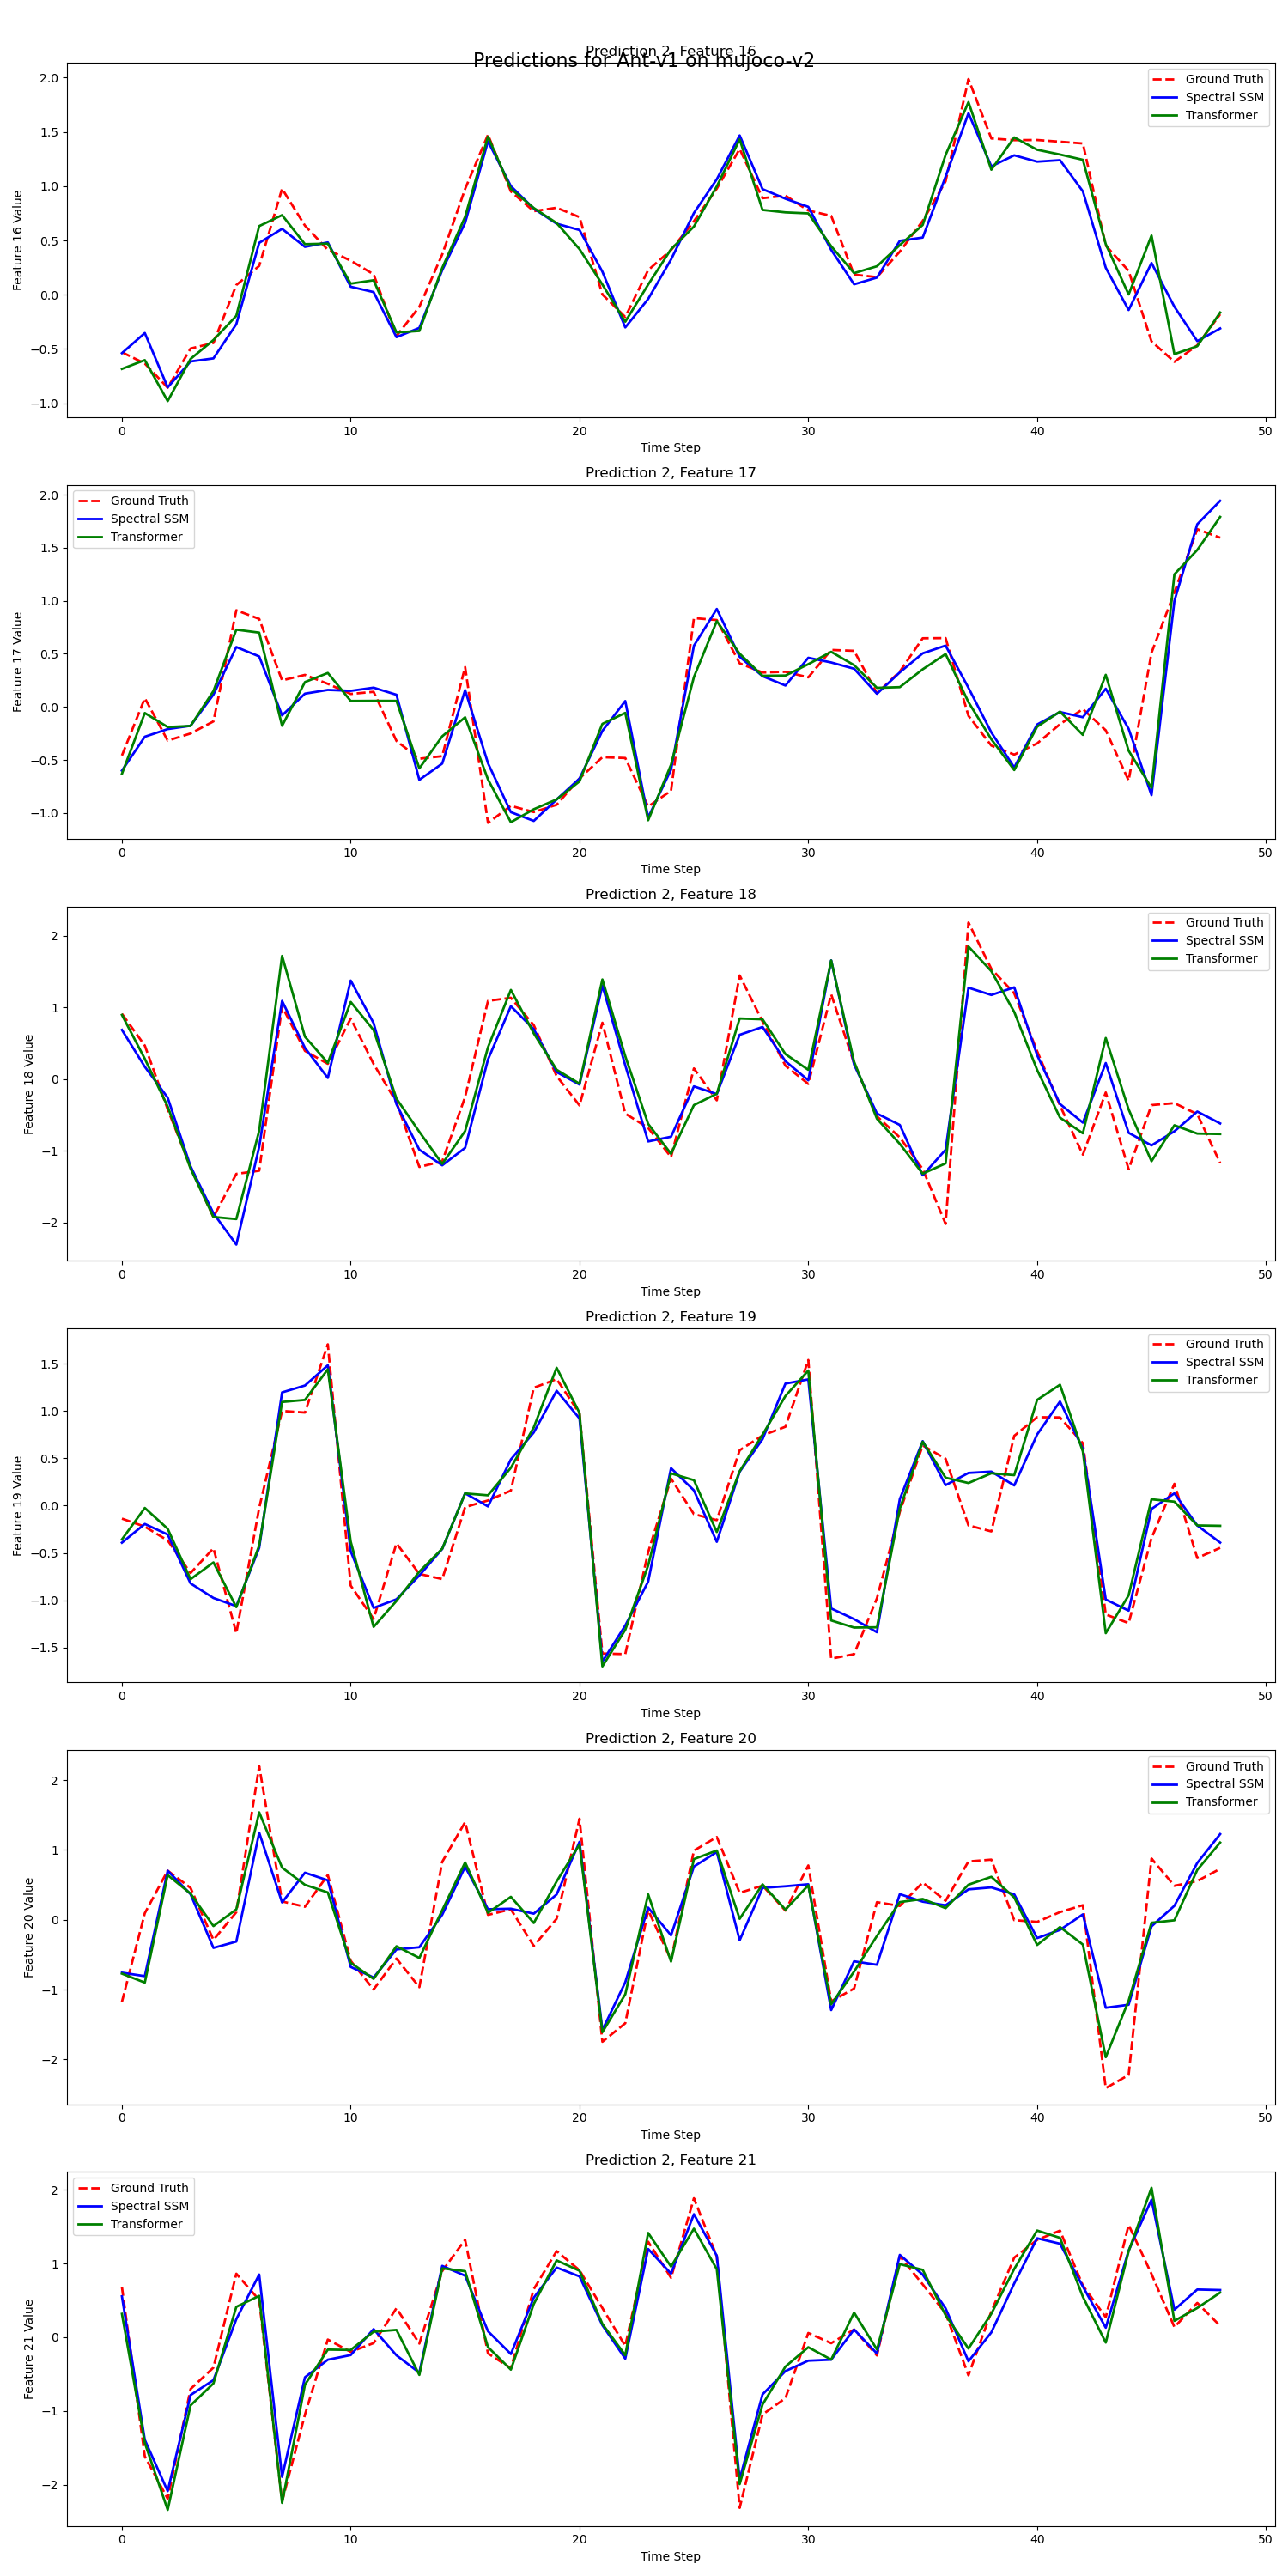 Prediction 2, Feature 16
Predictions for Ant-v1 on mujoco-v2
Ground Truth
Spectral SSM
Transformer
Feature 16 Value
2.0
1.5
1.0
0.5
0.0
−0.5
−1.0
0 10 20 30 40 50
Time Step
Prediction 2, Feature 17
Ground Truth
Spectral SSM
Transformer
Feature 17 Value
2.0
1.5
1.0
0.5
0.0
−0.5
−1.0
0 10 20 30 40 50
Time Step
Prediction 2, Feature 18
Ground Truth
Spectral SSM
Transformer
Feature 18 Value
2
1
0
−1
−2
0 10 20 30 40 50
Time Step
Prediction 2, Feature 19
Ground Truth
Spectral SSM
Transformer
Feature 19 Value
1.5
1.0
0.5
0.0
−0.5
−1.0
−1.5
0 10 20 30 40 50
Time Step
Prediction 2, Feature 20
Ground Truth
Spectral SSM
Transformer
Feature 20 Value
2
1
0
−1
−2
0 10 20 30 40 50
Time Step
Prediction 2, Feature 21
Ground Truth
Spectral SSM
Transformer
Feature 21 Value
2
1
0
−1
−2
0 10 20 30 40 50
Time Step